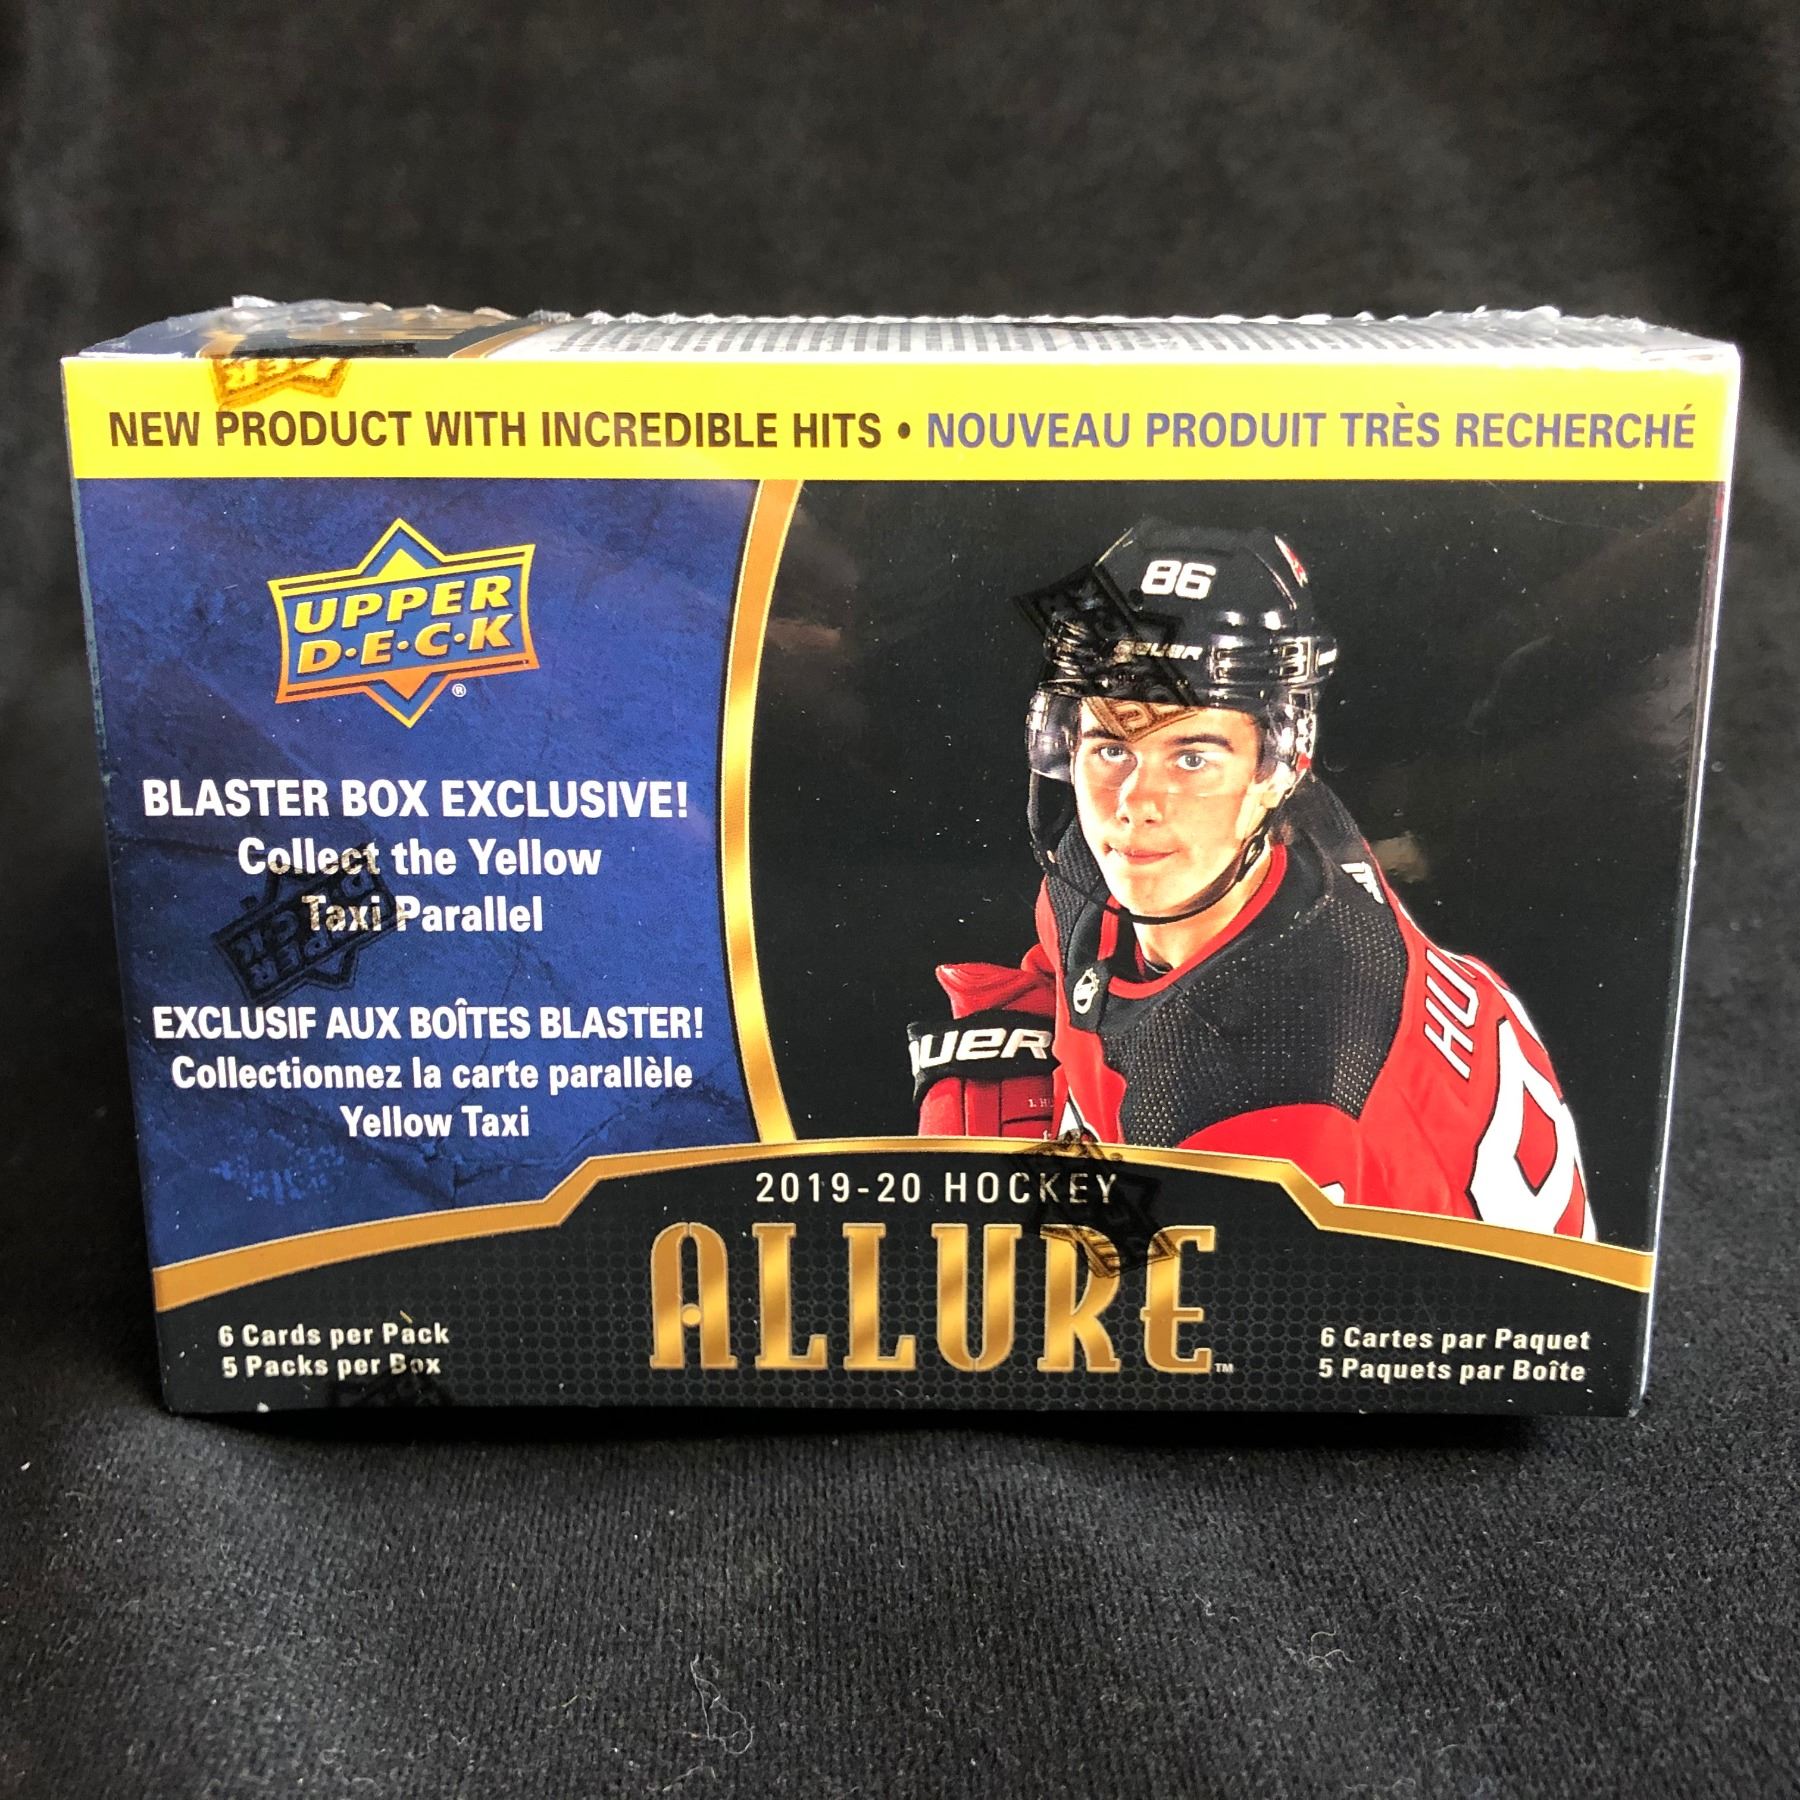 NEW PRODUCT WITH INCREDIBLE HITS • NOUVEAU PRODUIT TRÈS RECHERCHÉ
UPPER
D•E•C•K
®
BLASTER BOX EXCLUSIVE!
Collect the Yellow
Taxi Parallel
EXCLUSIF AUX BOÎTES BLASTER!
Collectionnez la carte parallèle
Yellow Taxi
86
BAUER
2019-20 HOCKEY
ALLURE™
6 Cards per Pack
5 Packs per Box
6 Cartes par Paquet
5 Paquets par Boîte